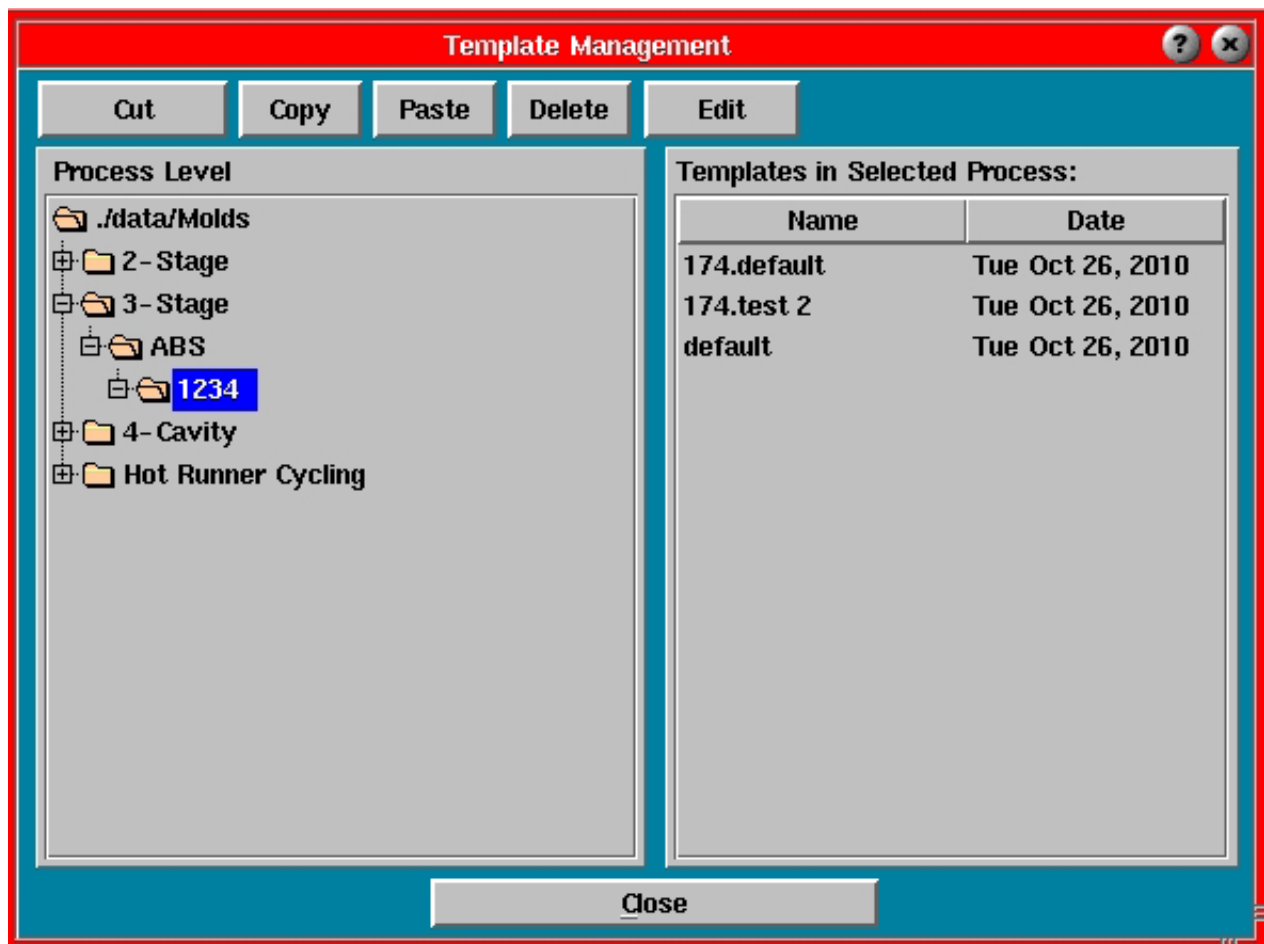 Template Management
Cut Copy Paste Delete Edit
Process Level
./data/Molds
2-Stage
3-Stage
ABS
1234
4-Cavity
Hot Runner Cycling
Templates in Selected Process:
Name Date
174.default Tue Oct 26, 2010
174.test 2 Tue Oct 26, 2010
default Tue Oct 26, 2010
Close